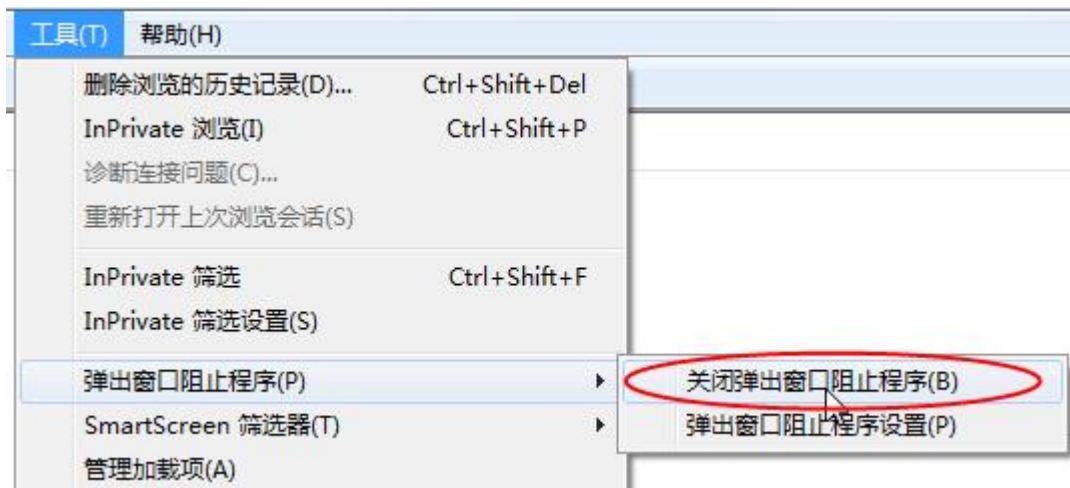 工具(T) 帮助(H)
删除浏览的历史记录(D)... Ctrl+Shift+Del
InPrivate 浏览(I) Ctrl+Shift+P
诊断连接问题(C)...
重新打开上次浏览会话(S)
InPrivate 筛选 Ctrl+Shift+F
InPrivate 筛选设置(S)
弹出窗口阻止程序(P) 关闭弹出窗口阻止程序(B)
SmartScreen 筛选器(T) 弹出窗口阻止程序设置(P)
管理加载项(A)